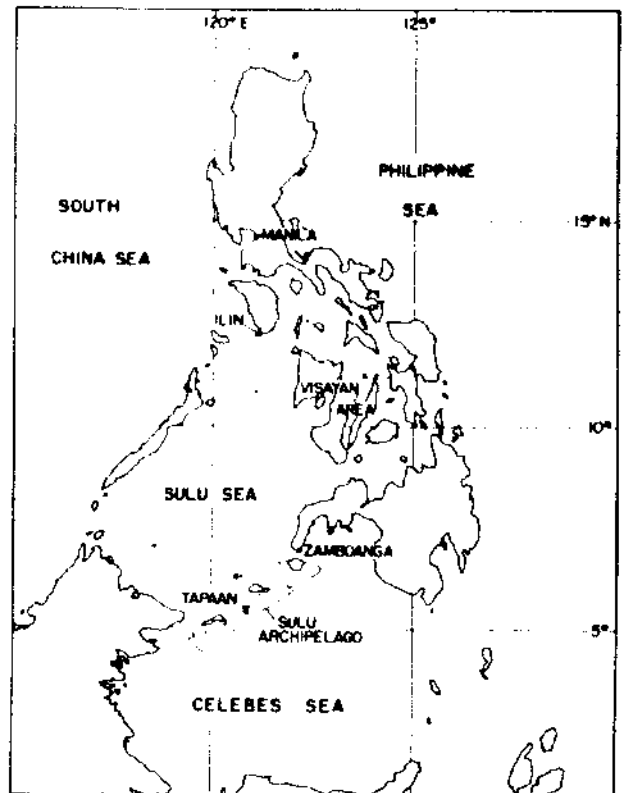 120° E
125°
PHILIPPINE
SEA
SOUTH
15° N
MANILA
CHINA SEA
ILIN
VISAYAN
AREA
10°
SULU SEA
ZAMBOANGA
TAPAAN
SULU
ARCHIPELAGO
5°
CELEBES SEA